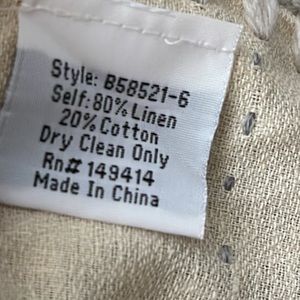 Style: B58521-6
Self: 80% Linen
20% Cotton
Dry Clean Only
Rn# 149414
Made In China